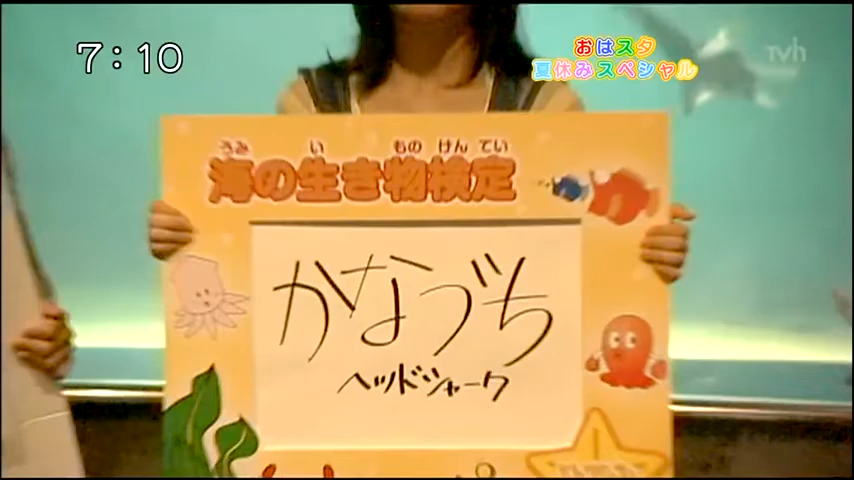 7:10
おはスタ
夏休みスペシャル
tvh
うみ い もの けん てい
海の生き物検定
かなづち
ヘッドシャーク